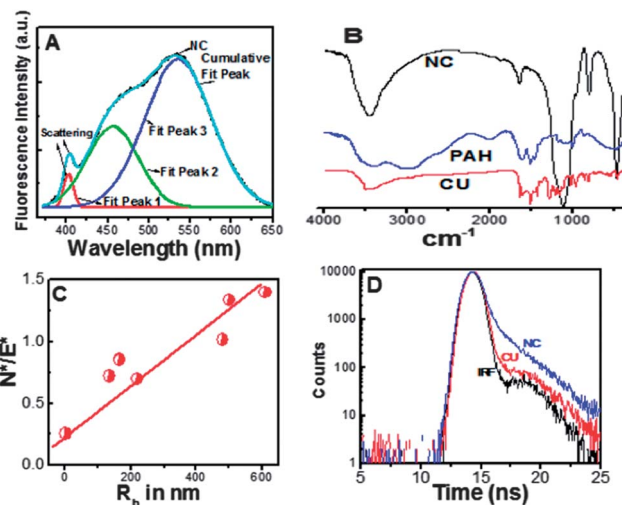 A
Fluorescence Intensity (a.u.)
NC
Cumulative
Fit Peak
Scattering
Fit Peak 3
Fit Peak 2
Fit Peak 1
400 450 500 550 600 650
Wavelength (nm)
B
NC
PAH
CU
4000 3000 2000 1000
cm-1
C
N*/E*
1.5
1.0
0.5
0.0
0 200 400 600
Rh in nm
D
Counts
10000
1000
100
10
1
NC
CU
IRF
5 10 15 20 25
Time (ns)